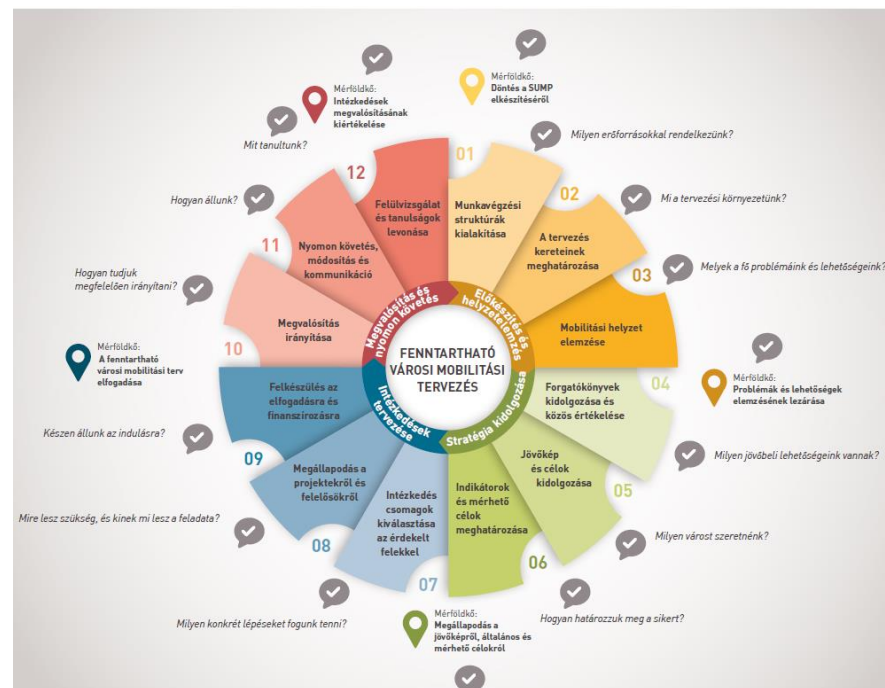 Mérföldkő:
Intézkedések
megvalósításának
kiértékelése
Mérföldkő:
Döntés a SUMP
elkészítéséről
Mit tanultunk?
Milyen erőforrásokkal rendelkezünk?
12
01
Felülvizsgálat
és tanulságok
levonása
Munkavégzési
struktúrák
kialakítása
Hogyan állunk?
02
Mi a tervezési környezetünk?
11
Nyomon követés,
módosítás és
kommunikáció
A tervezés
kereteinek
meghatározása
Hogyan tudjuk
megfelelően irányítani?
03
Melyek a fő problémáink és lehetőségeink?
10
Megvalósítás
irányítása
Mobilitási helyzet
elemzése
Megvalósítás és
nyomon követés
Előkészítés és
helyzetelemzés
FENNTARTHATÓ
VÁROSI MOBILITÁSI
TERVEZÉS
Intézkedések
tervezése
Stratégia kidolgozása
Mérföldkő:
A fenntartható
városi mobilitási terv
elfogadása
Mérföldkő:
Problémák és lehetőségek
elemzésének lezárása
Felkészülés az
elfogadásra és
finanszírozásra
Forgatókönyvek
kidolgozása és
közös értékelése
04
Készen állunk az indulásra?
09
Milyen jövőbeli lehetőségeink vannak?
Megállapodás a
projektekről és
felelősökről
Jövőkép
és célok
kidolgozása
05
Mire lesz szükség, és kinek mi lesz a feladata?
08
Milyen várost szeretnénk?
Intézkedés
csomagok
kiválasztása
az érdekelt
felekkel
Indikátorok
és mérhető
célok
meghatározása
07
06
Milyen konkrét lépéseket fogunk tenni?
Hogyan határozzuk meg a sikert?
Mérföldkő:
Megállapodás a
jövőképről, általános és
mérhető célokról